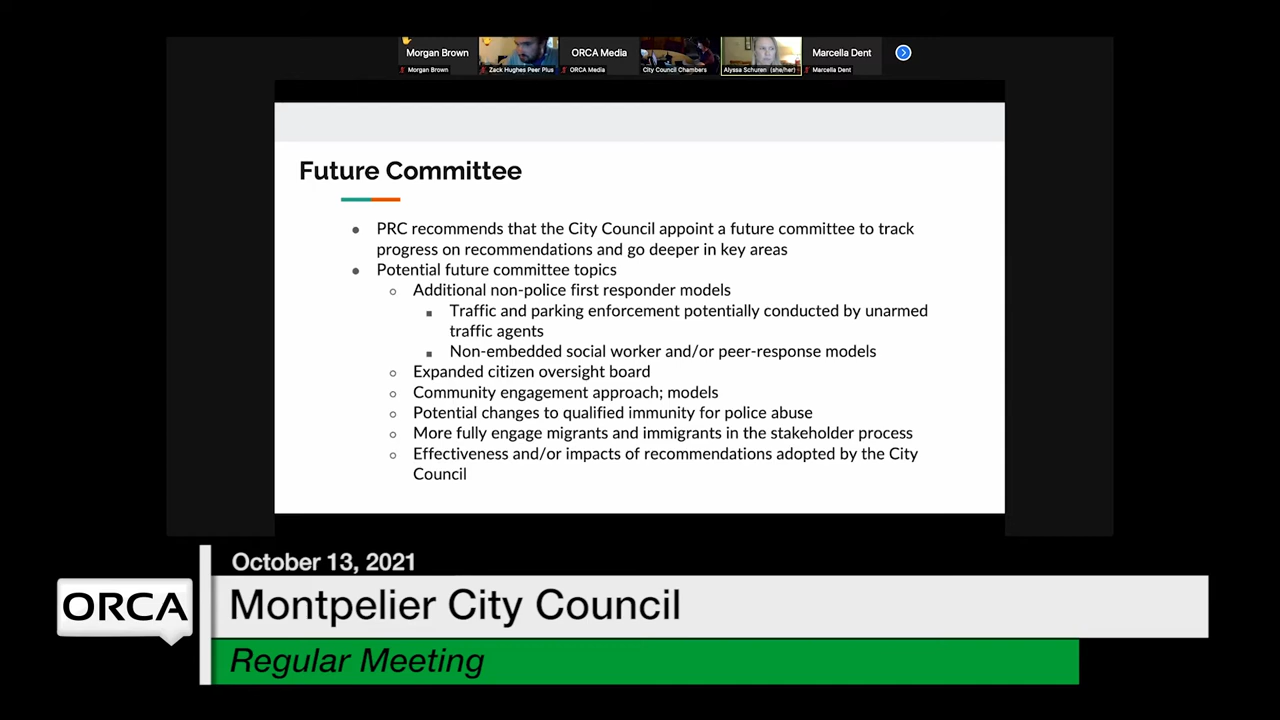 Morgan Brown
ORCA Media
Marcella Dent
Morgan Brown
Zack Hughes Peer Plus
ORCA Media
City Council Chambers
Alyssa Schuren (she/her)
Marcella Dent
Future Committee
PRC recommends that the City Council appoint a future committee to track
progress on recommendations and go deeper in key areas
Potential future committee topics
Additional non-police first responder models
Traffic and parking enforcement potentially conducted by unarmed
traffic agents
Non-embedded social worker and/or peer-response models
Expanded citizen oversight board
Community engagement approach; models
Potential changes to qualified immunity for police abuse
More fully engage migrants and immigrants in the stakeholder process
Effectiveness and/or impacts of recommendations adopted by the City
Council
October 13, 2021
ORCA
Montpelier City Council
Regular Meeting